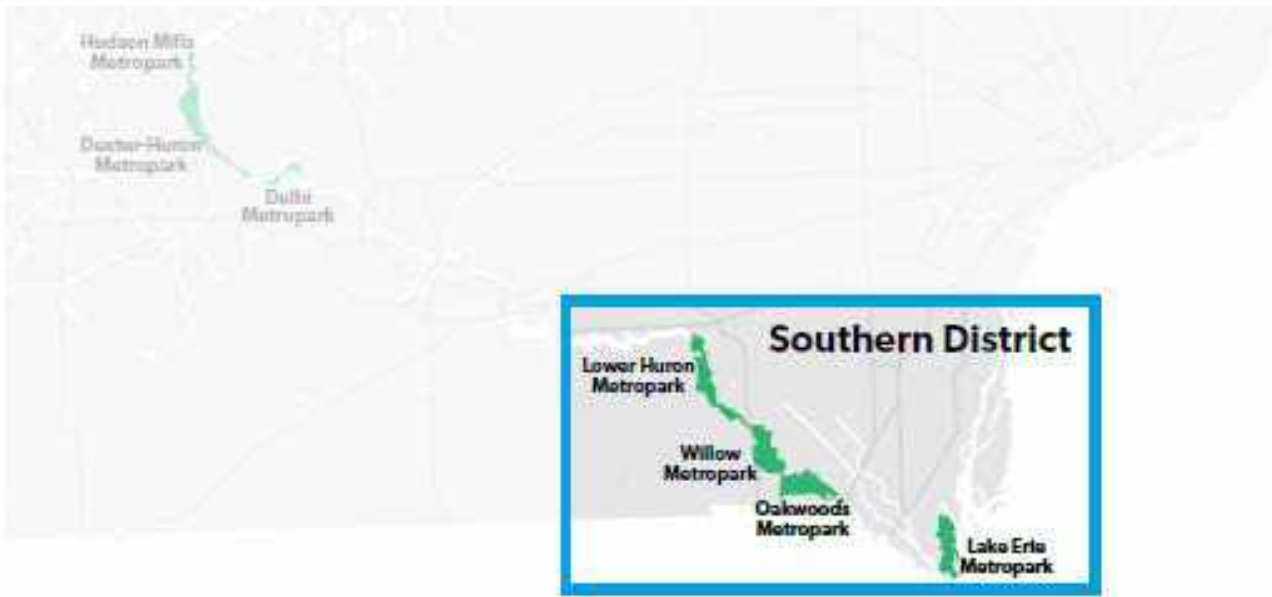 Hudson Mills
Metropark
Dexter-Huron
Metropark
Delhi
Metropark
Southern District
Lower Huron
Metropark
Willow
Metropark
Oakwoods
Metropark
Lake Erie
Metropark